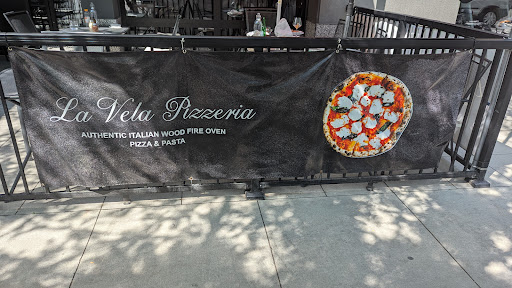 La Vela Pizzeria
AUTHENTIC ITALIAN WOOD FIRE OVEN
PIZZA & PASTA